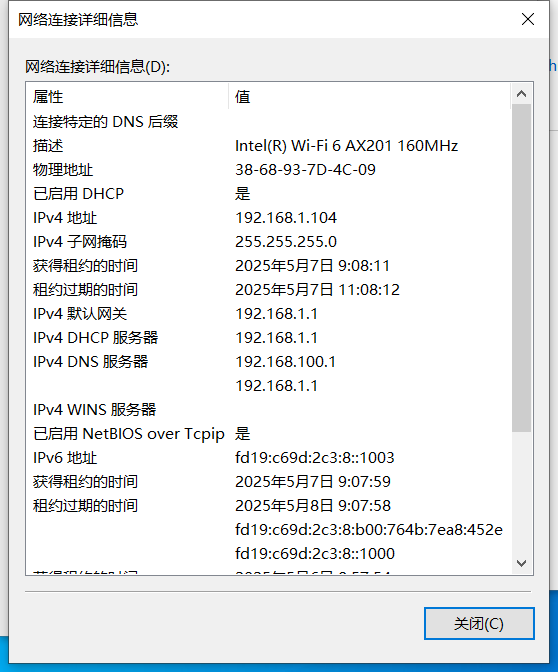 网络连接详细信息
网络连接详细信息(D):
属性 值
连接特定的 DNS 后缀
描述 Intel(R) Wi-Fi 6 AX201 160MHz
物理地址 38-68-93-7D-4C-09
已启用 DHCP 是
IPv4 地址 192.168.1.104
IPv4 子网掩码 255.255.255.0
获得租约的时间 2025年5月7日 9:08:11
租约过期的时间 2025年5月7日 11:08:12
IPv4 默认网关 192.168.1.1
IPv4 DHCP 服务器 192.168.1.1
IPv4 DNS 服务器 192.168.100.1
192.168.1.1
IPv4 WINS 服务器
已启用 NetBIOS over Tcpip 是
IPv6 地址 fd19:c69d:2c3:8::1003
获得租约的时间 2025年5月7日 9:07:59
租约过期的时间 2025年5月8日 9:07:58
fd19:c69d:2c3:8:b00:764b:7ea8:452e
fd19:c69d:2c3:8::1000
关闭(C)